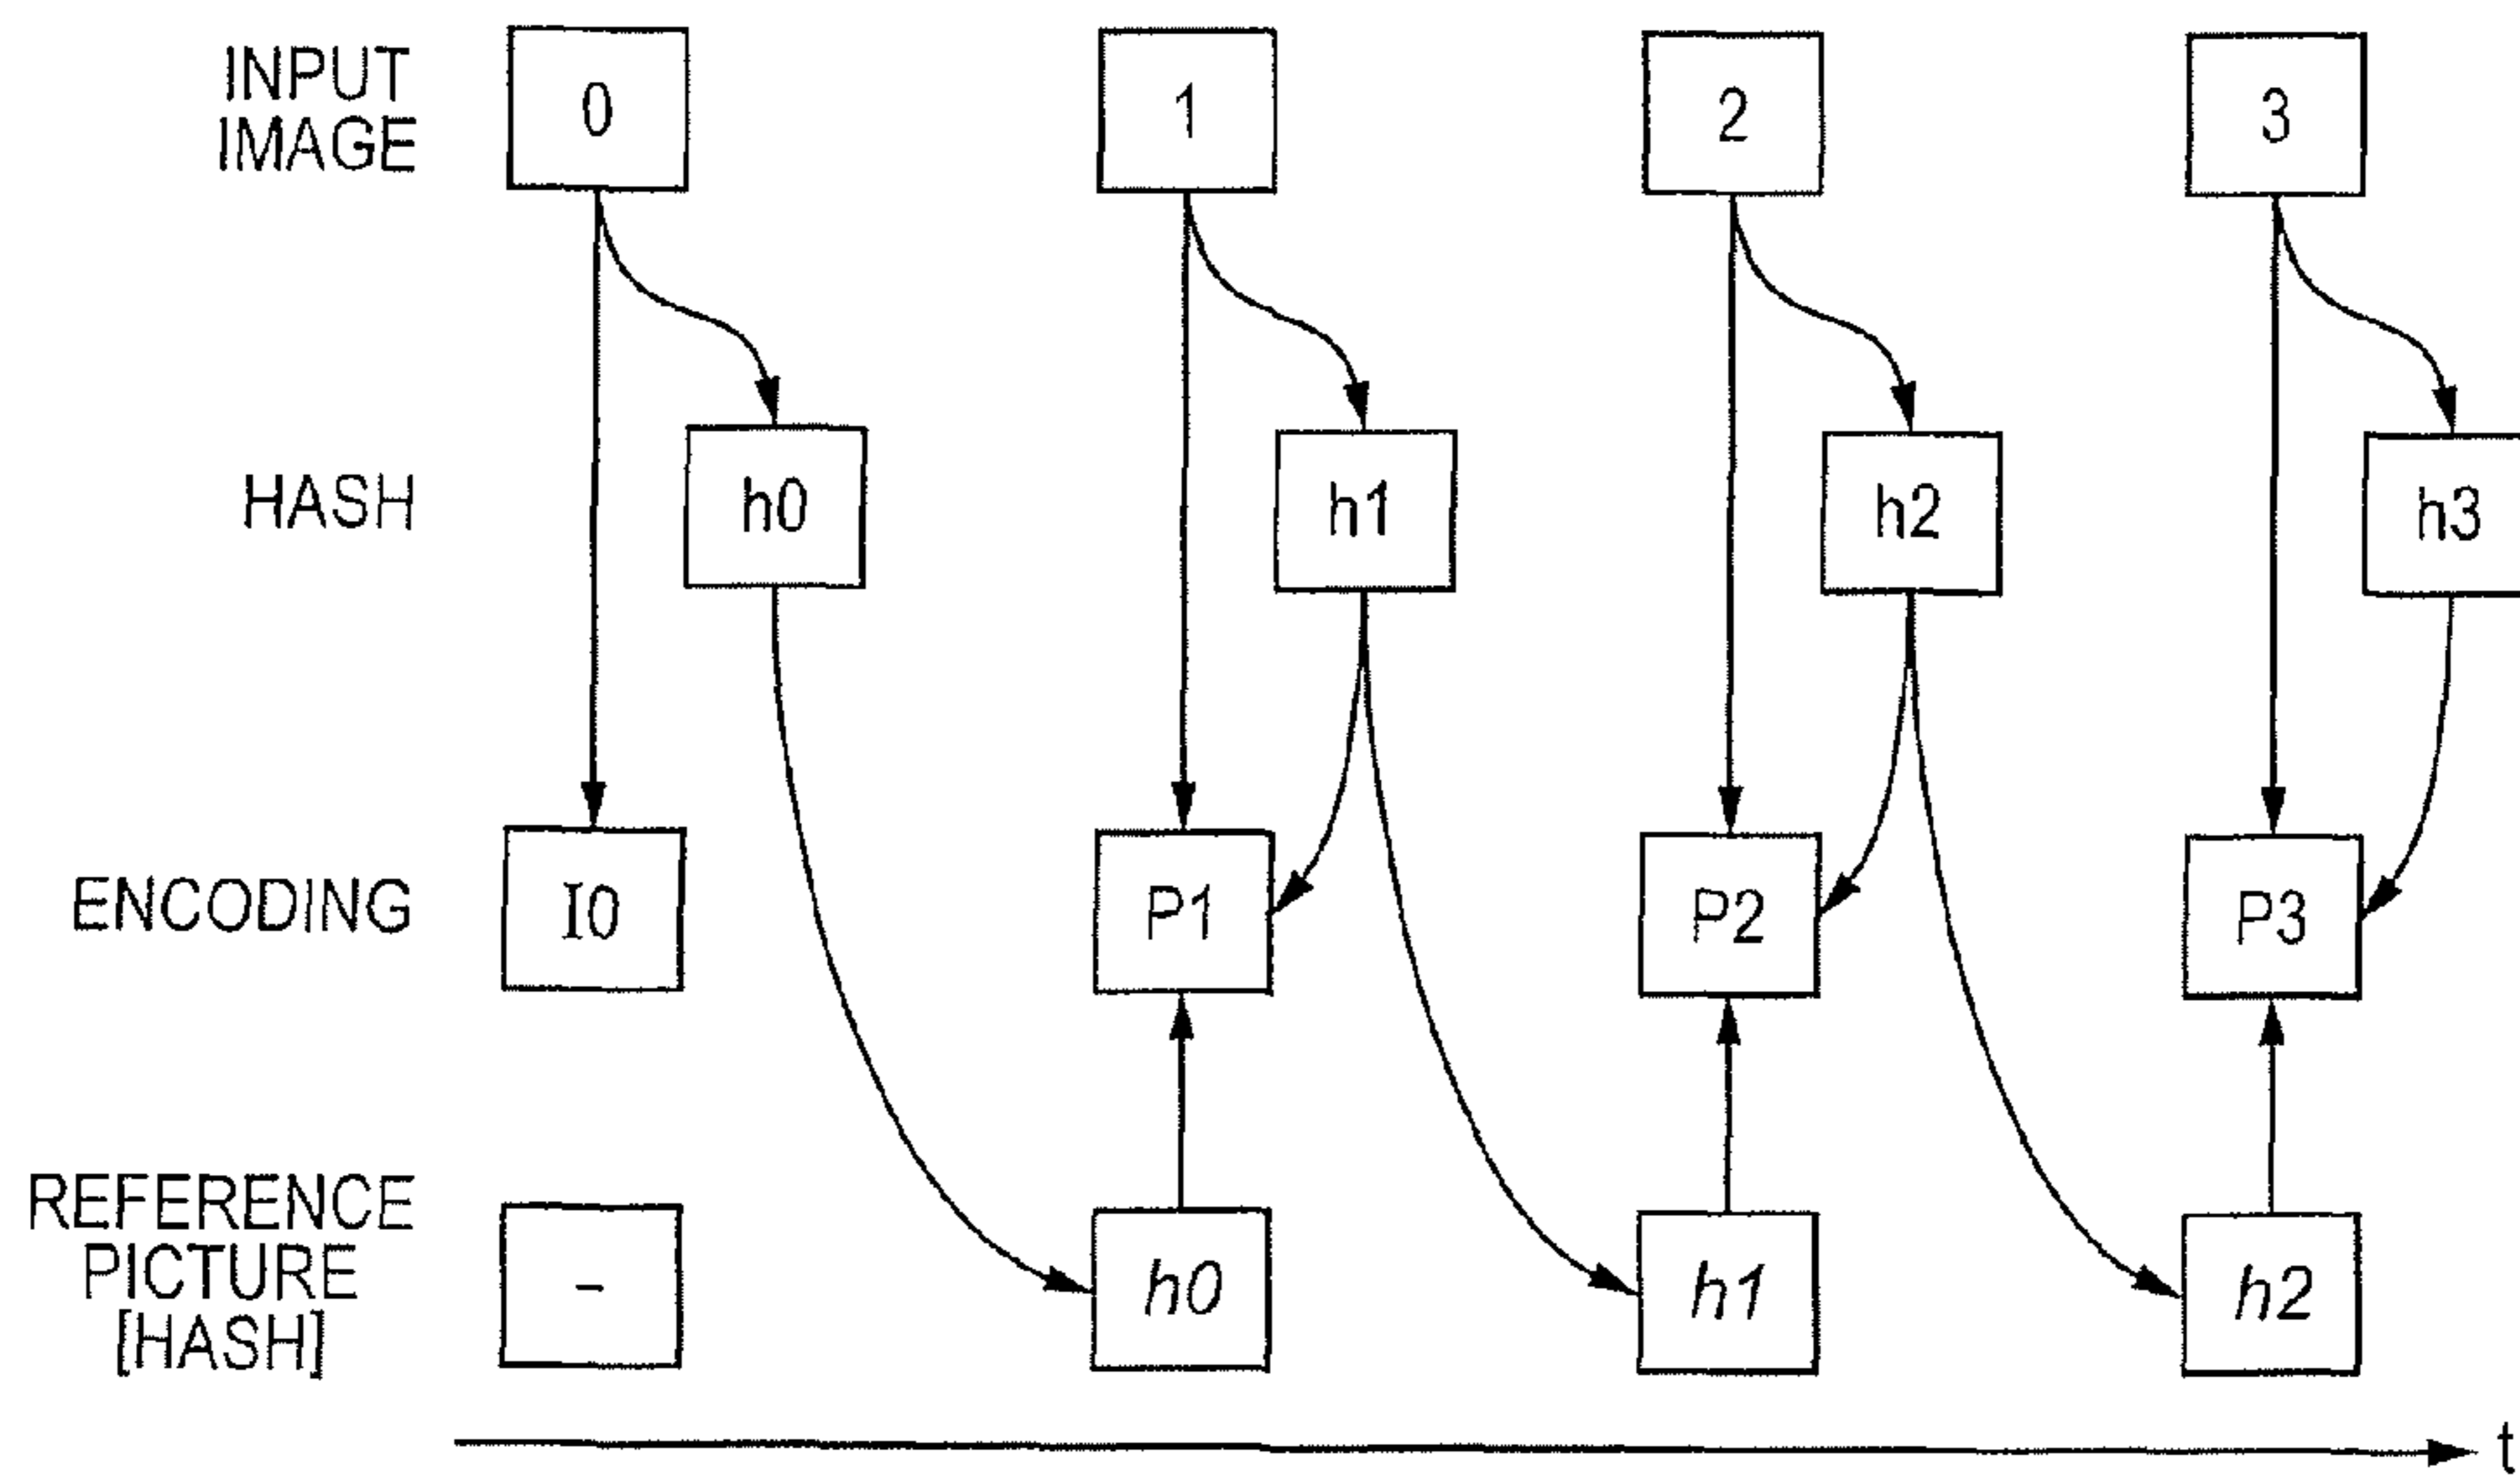 INPUT
IMAGE
0
1
2
3
HASH
h0
h1
h2
h3
ENCODING
I0
P1
P2
P3
REFERENCE
PICTURE
[HASH]
–
h0
h1
h2
t